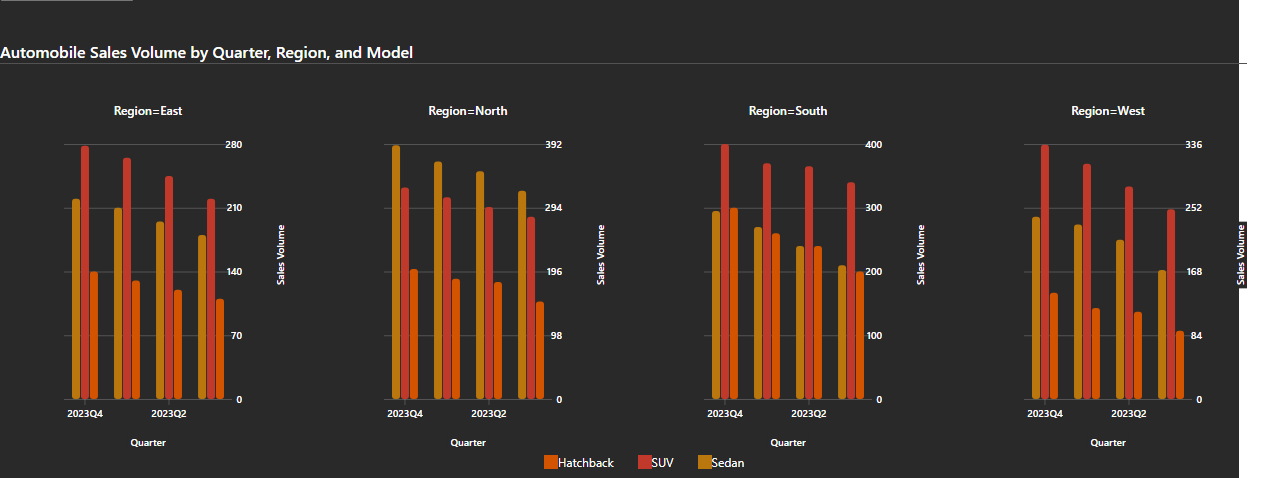 Automobile Sales Volume by Quarter, Region, and Model
Region=East
280
210
140
70
0
Sales Volume
2023Q4
2023Q2
Quarter
Region=North
392
294
196
98
0
Sales Volume
2023Q4
2023Q2
Quarter
Region=South
400
300
200
100
0
Sales Volume
2023Q4
2023Q2
Quarter
Region=West
336
252
168
84
0
Sales Volume
2023Q4
2023Q2
Quarter
Hatchback SUV Sedan